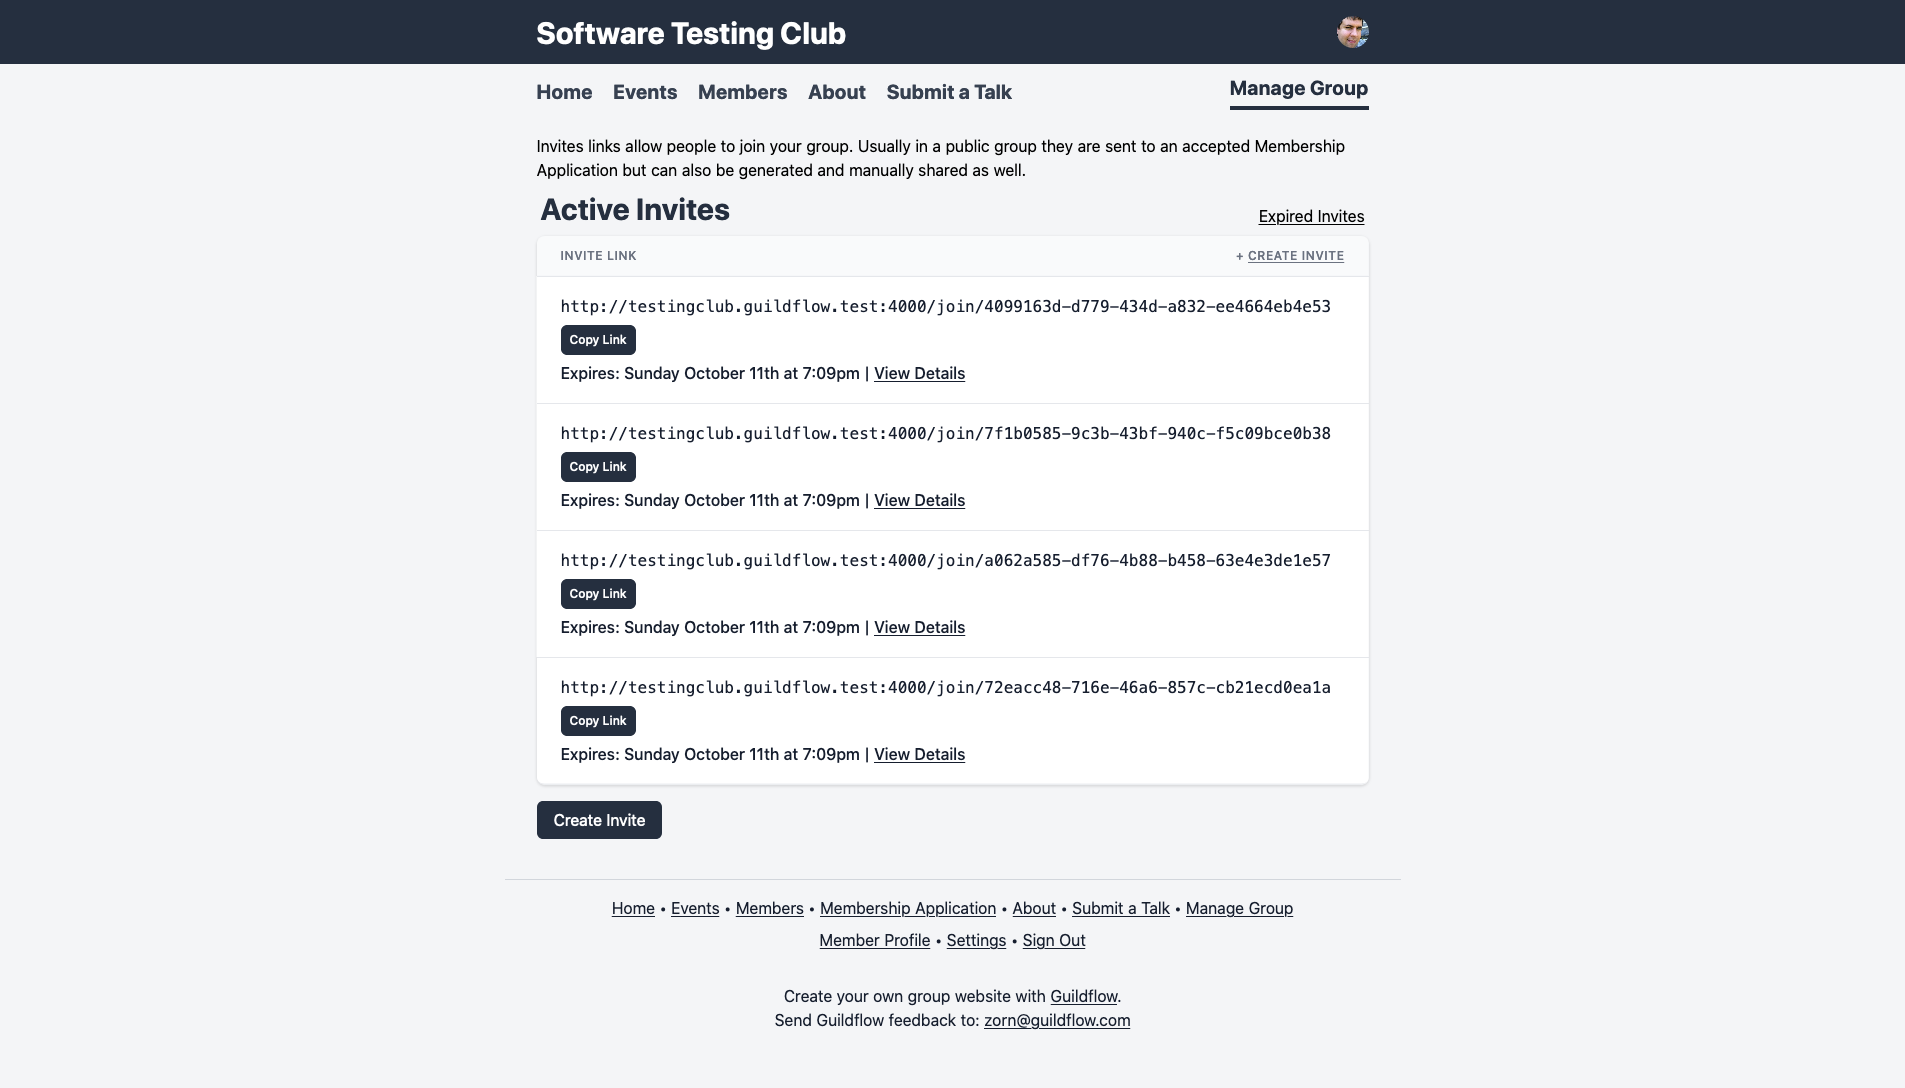 Software Testing Club
Home Events Members About Submit a Talk Manage Group
Invites links allow people to join your group. Usually in a public group they are sent to an accepted Membership
Application but can also be generated and manually shared as well.
Active Invites
Expired Invites
INVITE LINK + CREATE INVITE
http://testingclub.guildflow.test:4000/join/4099163d-d779-434d-a832-ee4664eb4e53
Copy Link
Expires: Sunday October 11th at 7:09pm | View Details
http://testingclub.guildflow.test:4000/join/7f1b0585-9c3b-43bf-940c-f5c09bce0b38
Copy Link
Expires: Sunday October 11th at 7:09pm | View Details
http://testingclub.guildflow.test:4000/join/a062a585-df76-4b88-b458-63e4e3de1e57
Copy Link
Expires: Sunday October 11th at 7:09pm | View Details
http://testingclub.guildflow.test:4000/join/72eacc48-716e-46a6-857c-cb21ecd0ea1a
Copy Link
Expires: Sunday October 11th at 7:09pm | View Details
Create Invite
Home • Events • Members • Membership Application • About • Submit a Talk • Manage Group
Member Profile • Settings • Sign Out
Create your own group website with Guildflow.
Send Guildflow feedback to: zorn@guildflow.com